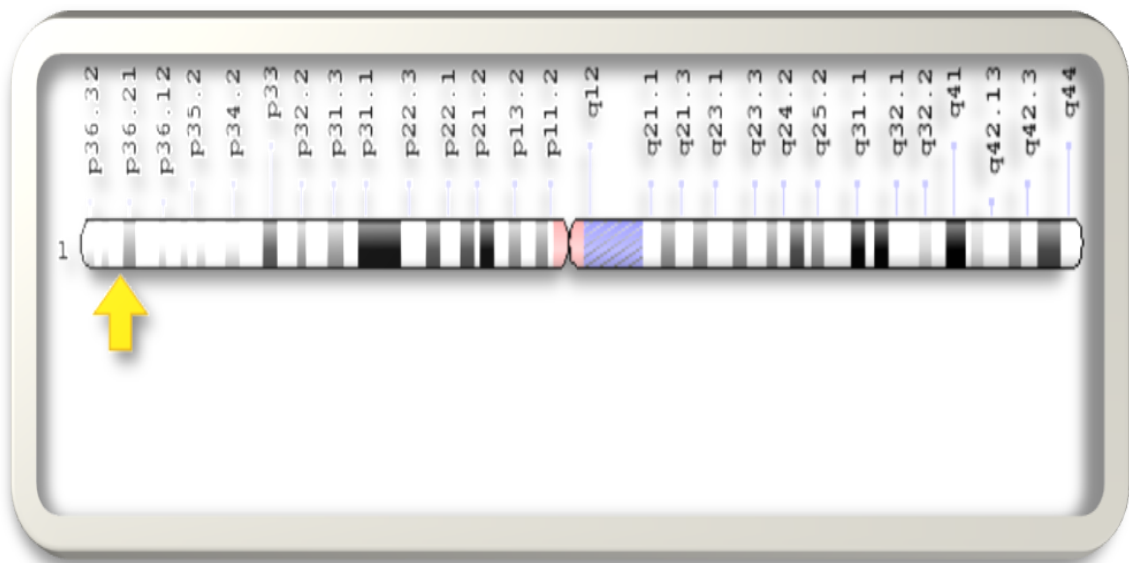 p36.32
p36.21
p36.12
p35.2
p34.2
p33
p32.2
p31.3
p31.1
p22.3
p22.1
p21.2
p13.2
p11.2
q12
q21.1
q21.3
q23.1
q23.3
q24.2
q25.2
q31.1
q32.1
q32.2
q41
q42.13
q42.3
q44
1